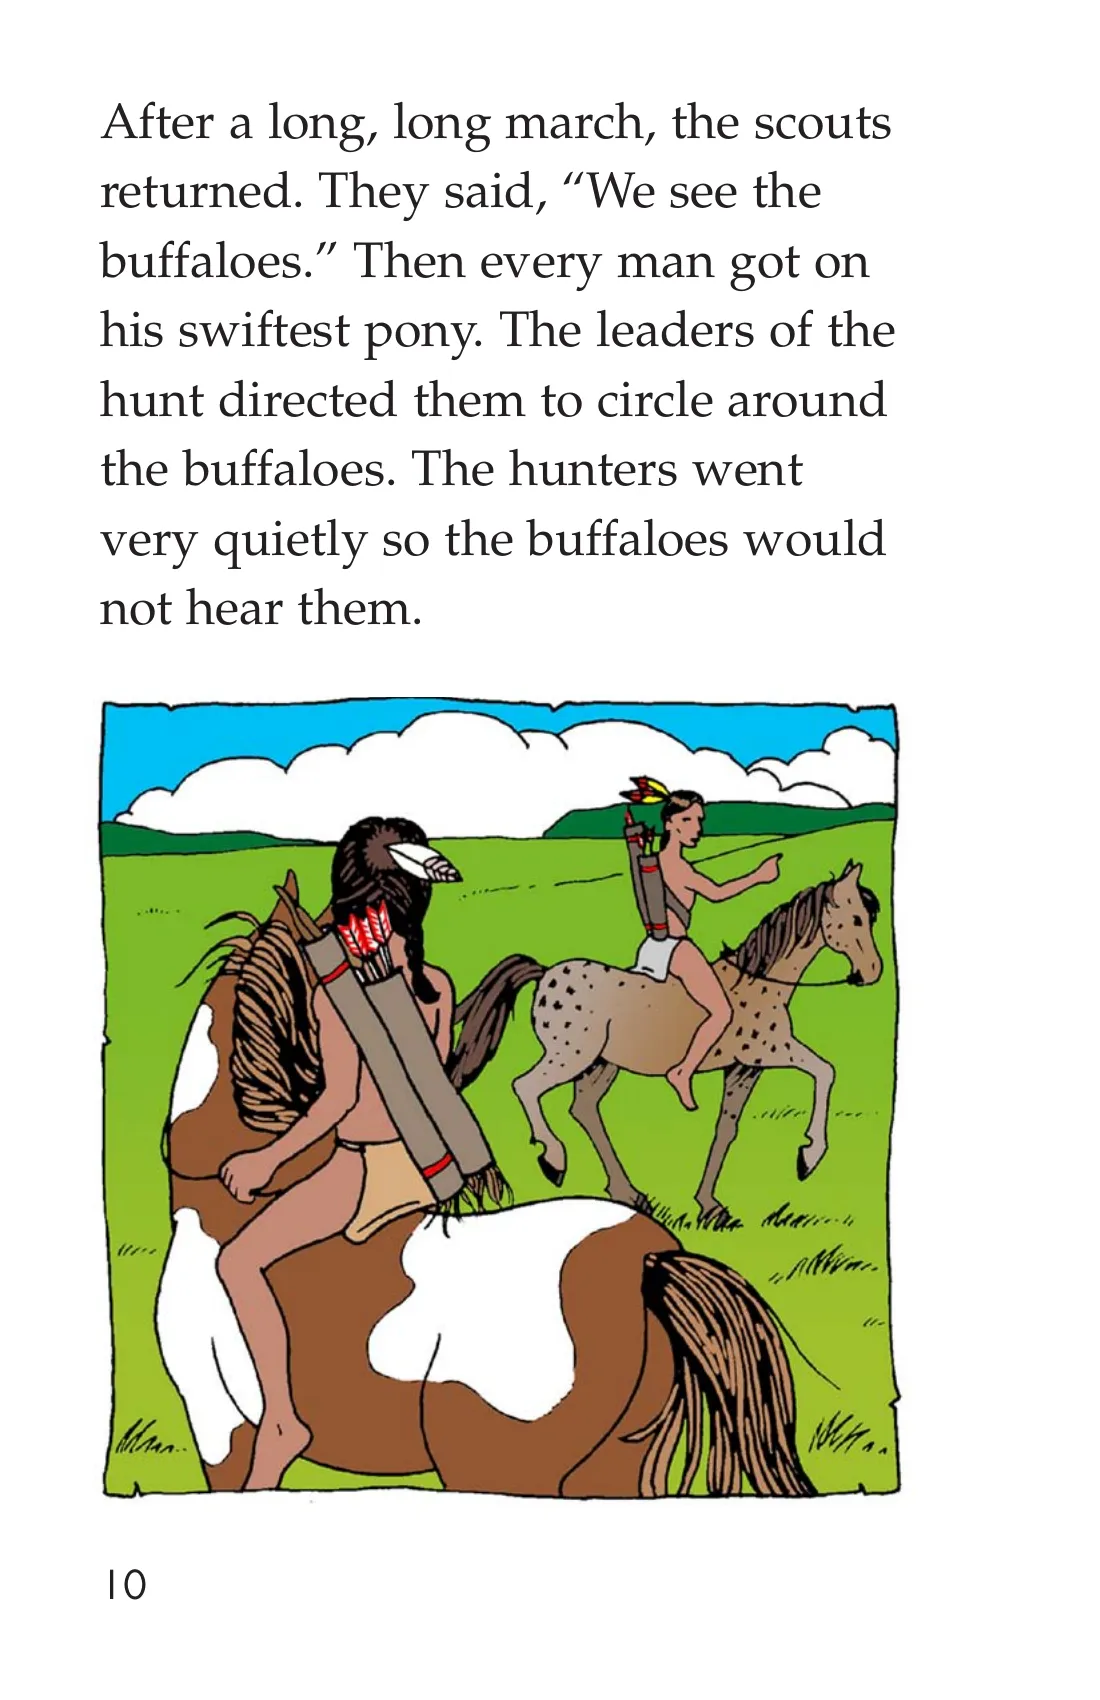 After a long, long march, the scouts
returned. They said, “We see the
buffaloes.” Then every man got on
his swiftest pony. The leaders of the
hunt directed them to circle around
the buffaloes. The hunters went
very quietly so the buffaloes would
not hear them.
10